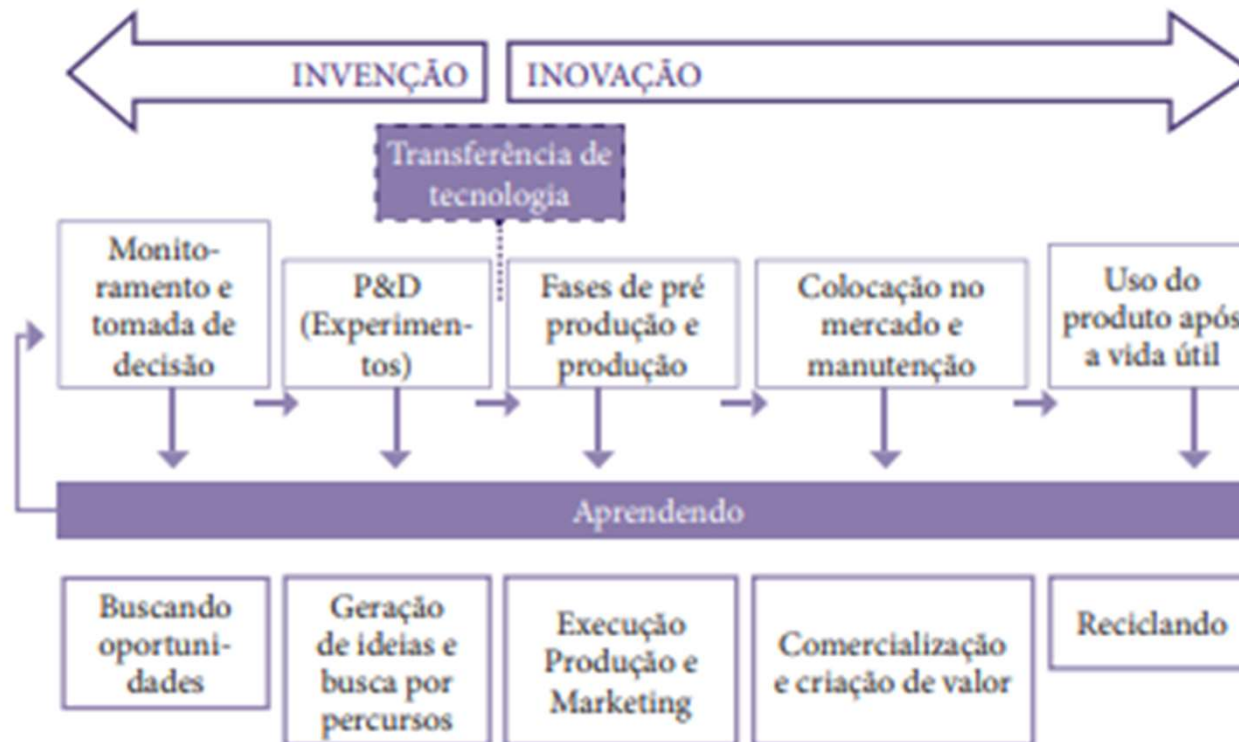 INVENÇÃO
INOVAÇÃO
Transferência de
tecnologia
Monito-
ramento e
tomada de
decisão
P&D
(Experimen-
tos)
Fases de pré
produção e
produção
Colocação no
mercado e
manutenção
Uso do
produto após
a vida útil
Aprendendo
Buscando
oportuni-
dades
Geração
de ideias e
busca por
percursos
Execução
Produção e
Marketing
Comercialização
e criação de valor
Reciclando